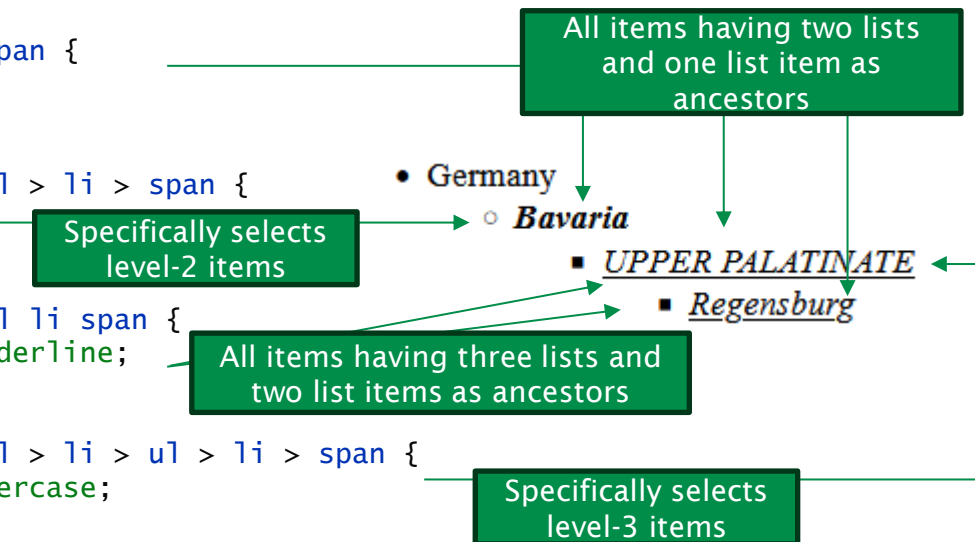 pan {
All items having two lists
and one list item as
ancestors
l > li > span {
Specifically selects
level-2 items
• Germany
○ Bavaria
▪ UPPER PALATINATE
▪ Regensburg
l li span {
derline;
All items having three lists and
two list items as ancestors
l > li > ul > li > span {
ercase;
Specifically selects
level-3 items